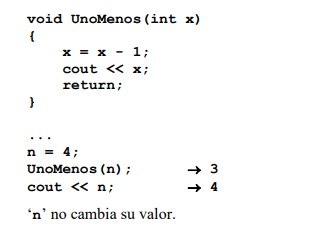 void UnoMenos(int x)
{
x = x - 1;
cout << x;
return;
}
...
n = 4;
UnoMenos(n); → 3
cout << n; → 4
‘n’ no cambia su valor.